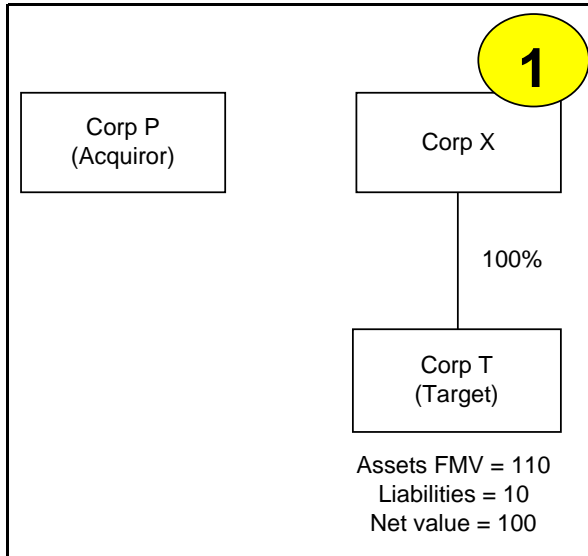 1
Corp P
(Acquiror)
Corp X
100%
Corp T
(Target)
Assets FMV = 110
Liabilities = 10
Net value = 100